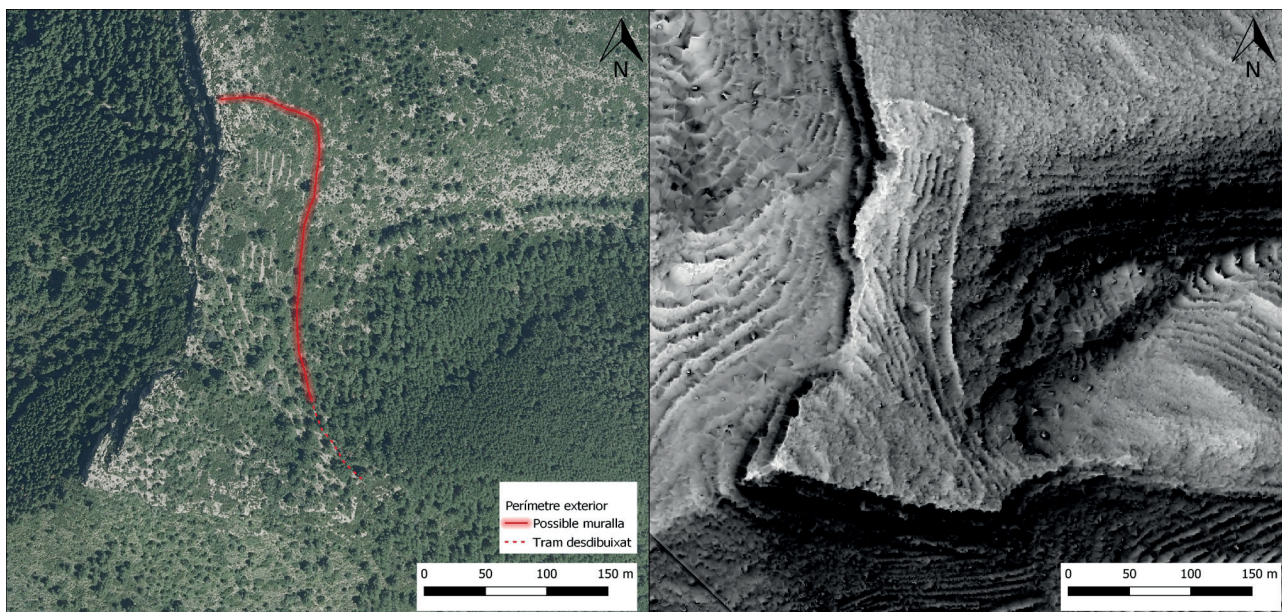 N
N
Perímetre exterior
Possible muralla
Tram desdibuixat
0 50 100 150 m
0 50 100 150 m